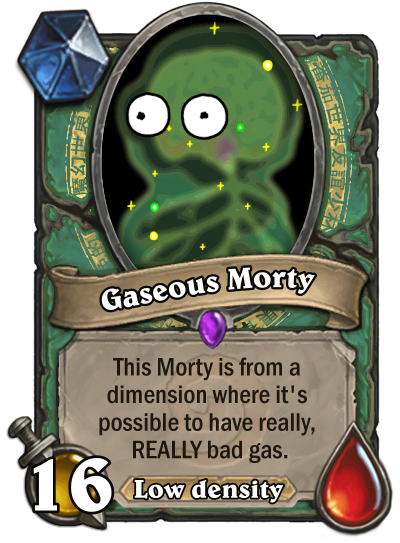 Gaseous Morty
This Morty is from a
dimension where it's
possible to have really,
REALLY bad gas.
16
Low density